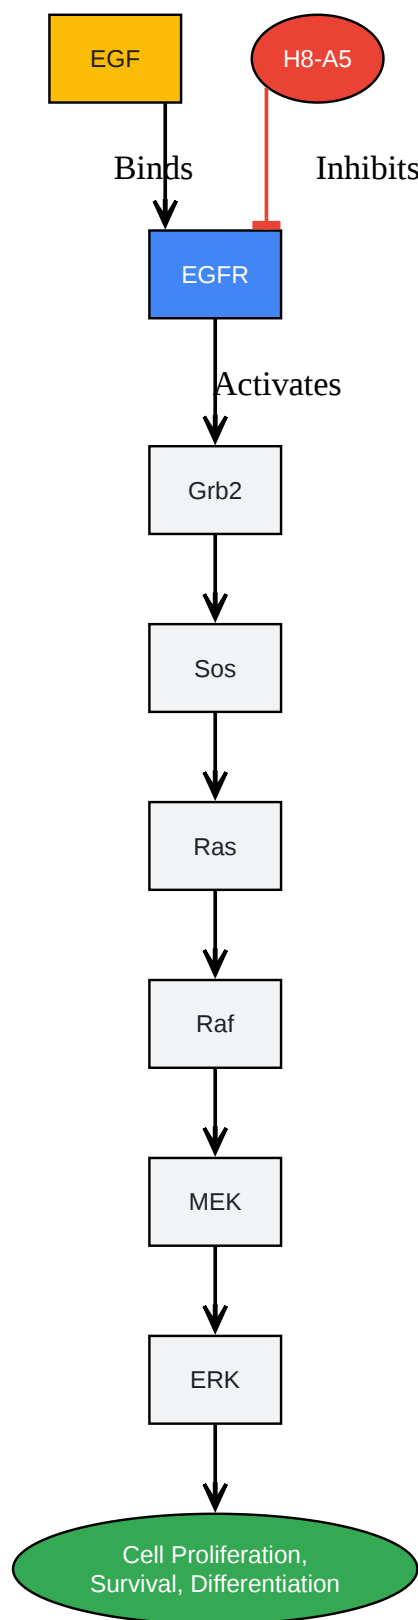 EGF
H8-A5
Binds
Inhibits
EGFR
Activates
Grb2
Sos
Ras
Raf
MEK
ERK
Cell Proliferation,
Survival, Differentiation